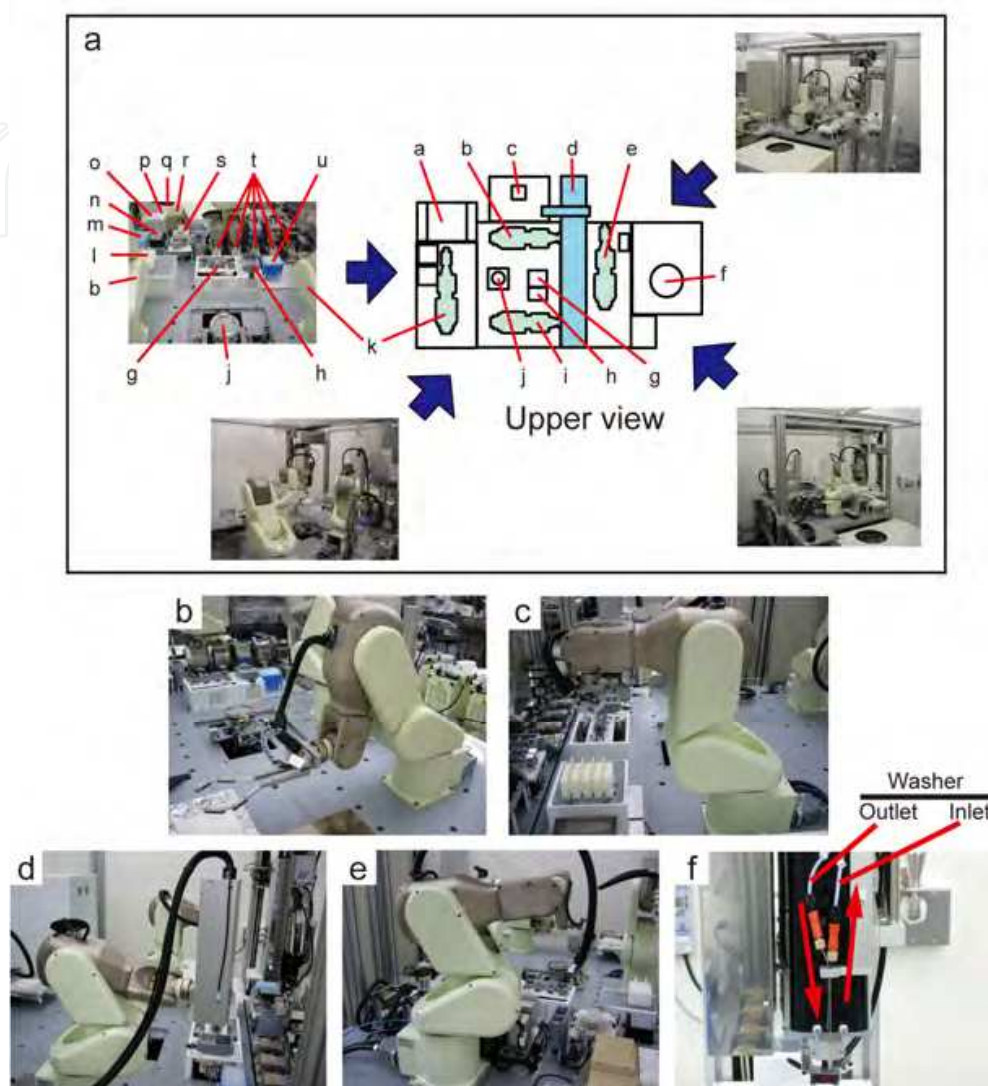 a
o p q r s t u
n
m
l
b
g j h
a b c d e
k f
j i h g
Upper view
b
c
Washer
Outlet Inlet
d
e
f